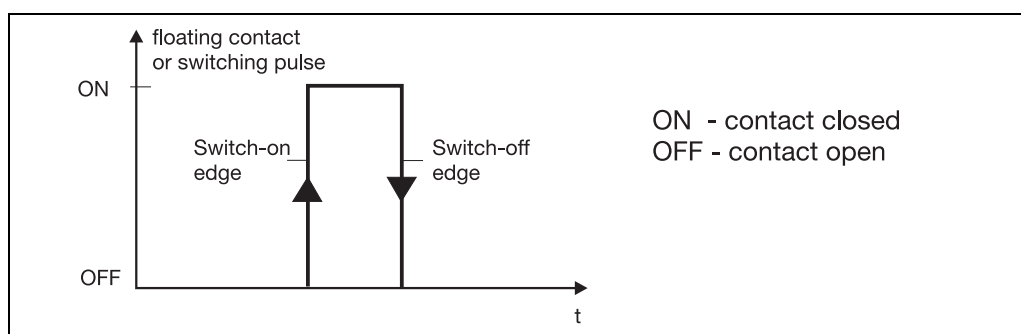 floating contact
or switching pulse
ON
Switch-on
edge
Switch-off
edge
OFF
t
ON - contact closed
OFF - contact open